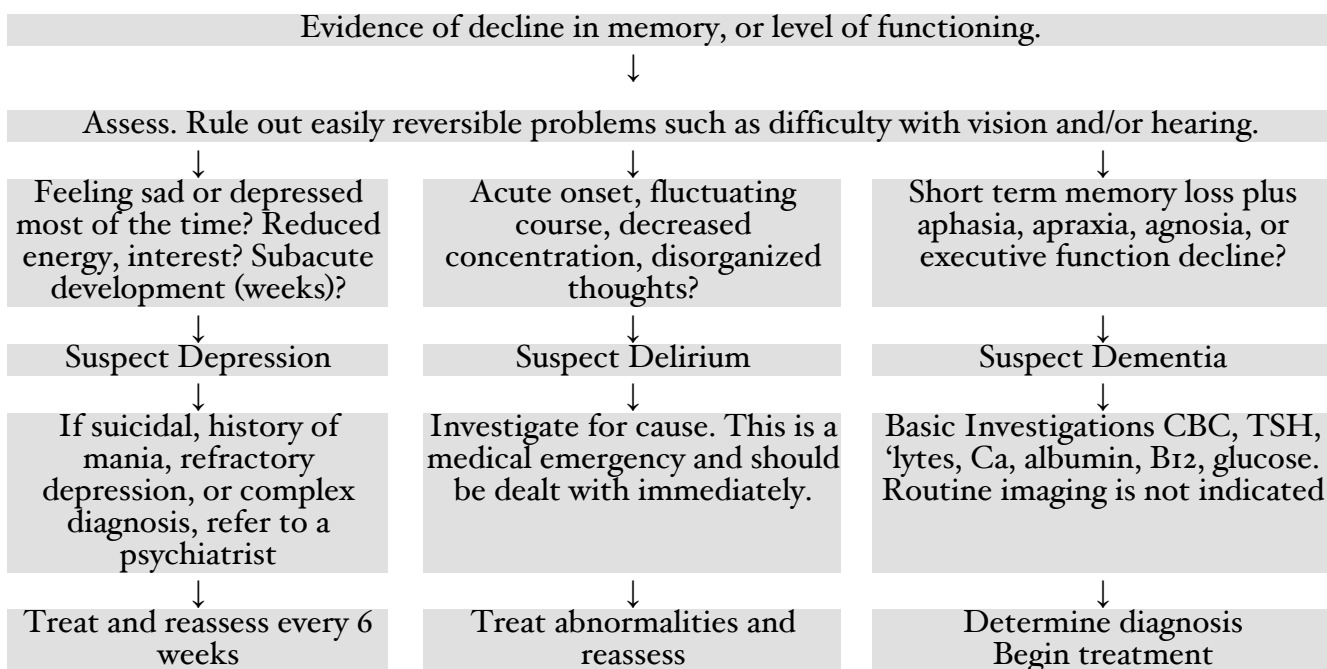 Evidence of decline in memory, or level of functioning.
↓
Assess. Rule out easily reversible problems such as difficulty with vision and/or hearing.
↓ ↓ ↓
Feeling sad or depressed
most of the time? Reduced
energy, interest? Subacute
development (weeks)?
Acute onset, fluctuating
course, decreased
concentration, disorganized
thoughts?
Short term memory loss plus
aphasia, apraxia, agnosia, or
executive function decline?
↓ ↓ ↓
Suspect Depression
Suspect Delirium
Suspect Dementia
↓ ↓ ↓
If suicidal, history of
mania, refractory
depression, or complex
diagnosis, refer to a
psychiatrist
Investigate for cause. This is a
medical emergency and should
be dealt with immediately.
Basic Investigations CBC, TSH,
‘lytes, Ca, albumin, B12, glucose.
Routine imaging is not indicated
↓ ↓ ↓
Treat and reassess every 6
weeks
Treat abnormalities and
reassess
Determine diagnosis
Begin treatment